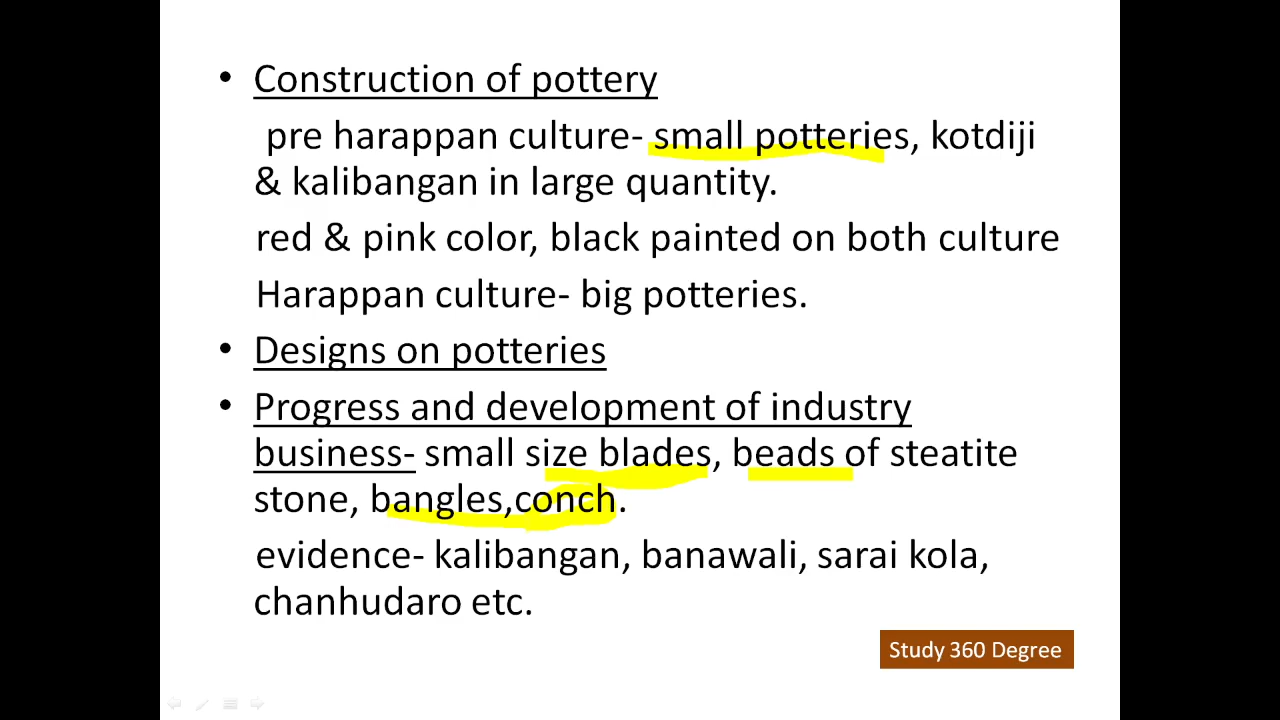 • Construction of pottery
pre harappan culture- small potteries, kotdiji
& kalibangan in large quantity.
red & pink color, black painted on both culture
Harappan culture- big potteries.
• Designs on potteries
• Progress and development of industry
business- small size blades, beads of steatite
stone, bangles,conch.
evidence- kalibangan, banawali, sarai kola,
chanhudaro etc.
Study 360 Degree